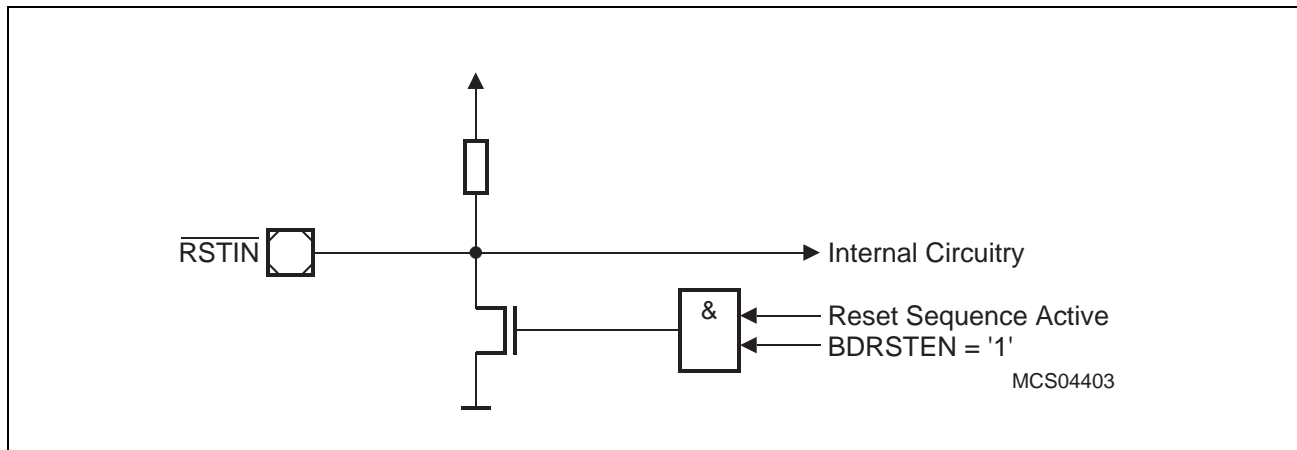 RSTIN
Internal Circuitry
&
Reset Sequence Active
BDRSTEN = '1'
MCS04403